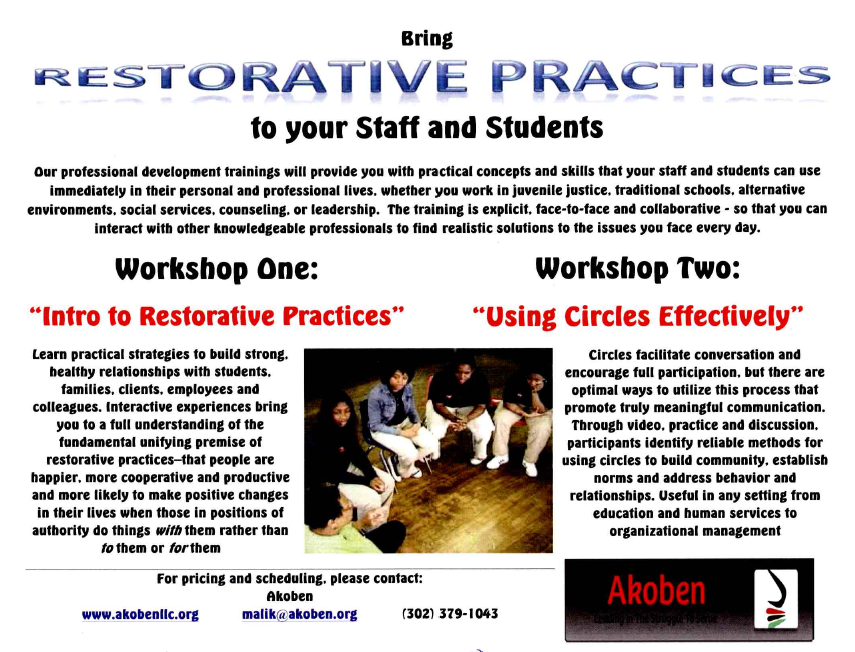 Bring
RESTORATIVE PRACTICES
to your Staff and Students
Our professional development trainings will provide you with practical concepts and skills that your staff and students can use
immediately in their personal and professional lives, whether you work in juvenile justice, traditional schools, alternative
environments, social services, counseling, or leadership. The training is explicit, face-to-face and collaborative - so that you can
interact with other knowledgeable professionals to find realistic solutions to the issues you face every day.
Workshop One:
"Intro to Restorative Practices"
Learn practical strategies to build strong,
healthy relationships with students,
families, clients, employees and
colleagues. Interactive experiences bring
you to a full understanding of the
fundamental unifying premise of
restorative practices—that people are
happier, more cooperative and productive
and more likely to make positive changes
in their lives when those in positions of
authority do things with them rather than
to them or for them
Workshop Two:
"Using Circles Effectively"
Circles facilitate conversation and
encourage full participation, but there are
optimal ways to utilize this process that
promote truly meaningful communication.
Through video, practice and discussion,
participants identify reliable methods for
using circles to build community, establish
norms and address behavior and
relationships. Useful in any setting from
education and human services to
organizational management
For pricing and scheduling, please contact:
Akoben
www.akobenllc.org malik@akoben.org (302) 379-1043
Akoben
Leading In The Struggle To Serve